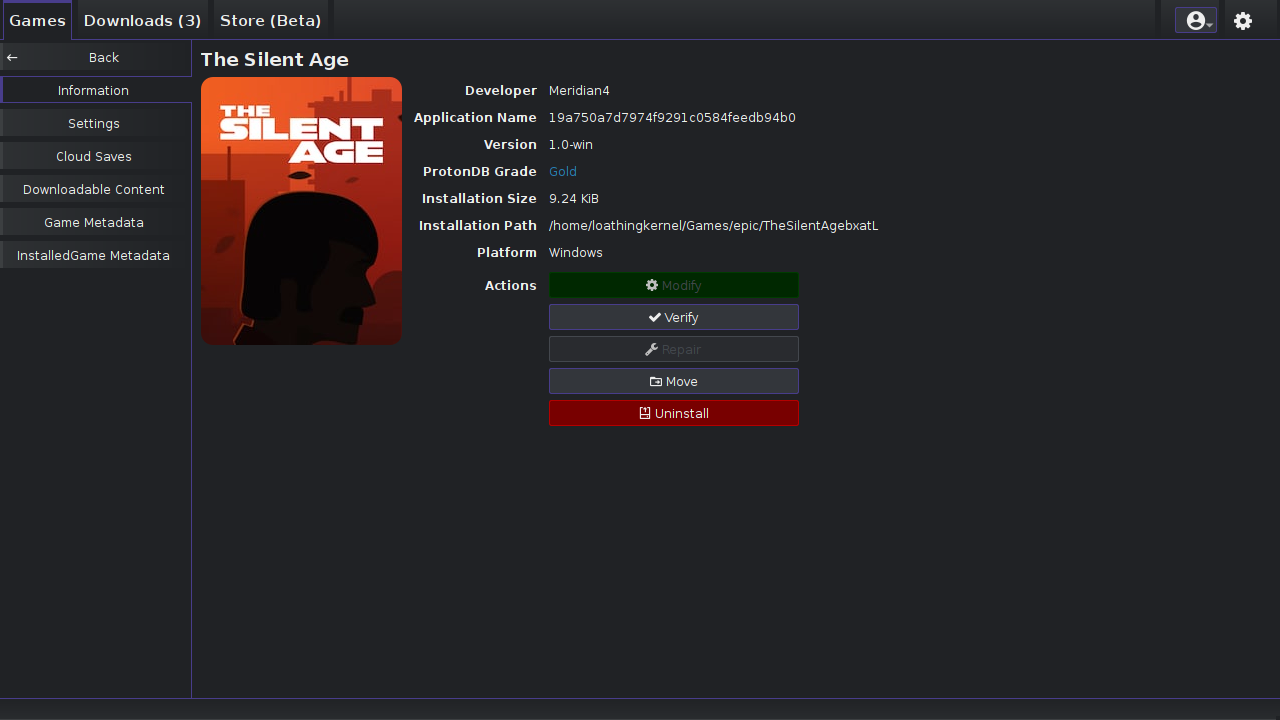 Games
Downloads (3)
Store (Beta)
Back
Information
Settings
Cloud Saves
Downloadable Content
Game Metadata
InstalledGame Metadata
The Silent Age
THE
SILENT
AGE
Developer Meridian4
Application Name 19a750a7d7974f9291c0584feedb94b0
Version 1.0-win
ProtonDB Grade Gold
Installation Size 9.24 KiB
Installation Path /home/loathingkernel/Games/epic/TheSilentAgebxatL
Platform Windows
Actions Modify
Verify
Repair
Move
Uninstall